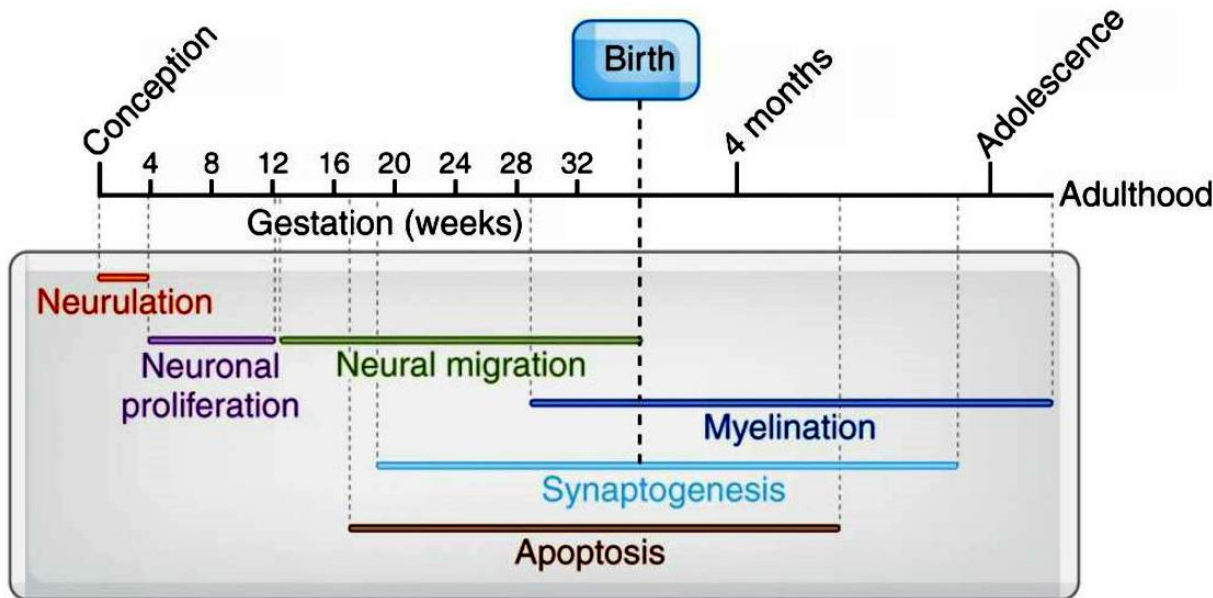 Conception
Birth
4 months
Adolescence
4 8 12 16 20 24 28 32
Adulthood
Gestation (weeks)
Neurulation
Neuronal
proliferation
Neural migration
Myelination
Synaptogenesis
Apoptosis